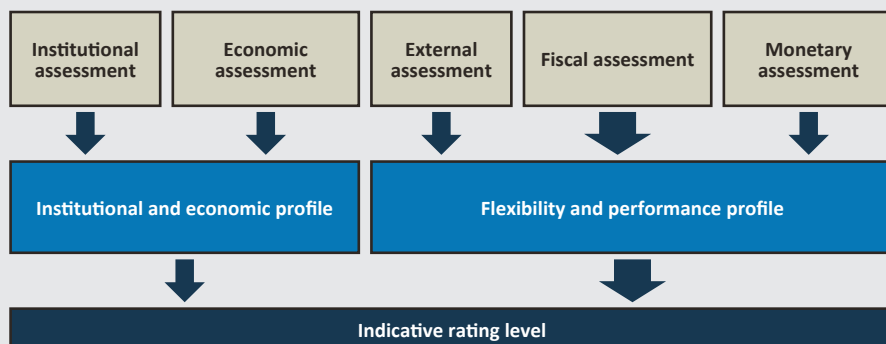 Institutional
assessment
Economic
assessment
External
assessment
Fiscal assessment
Monetary
assessment
Institutional and economic profile
Flexibility and performance profile
Indicative rating level